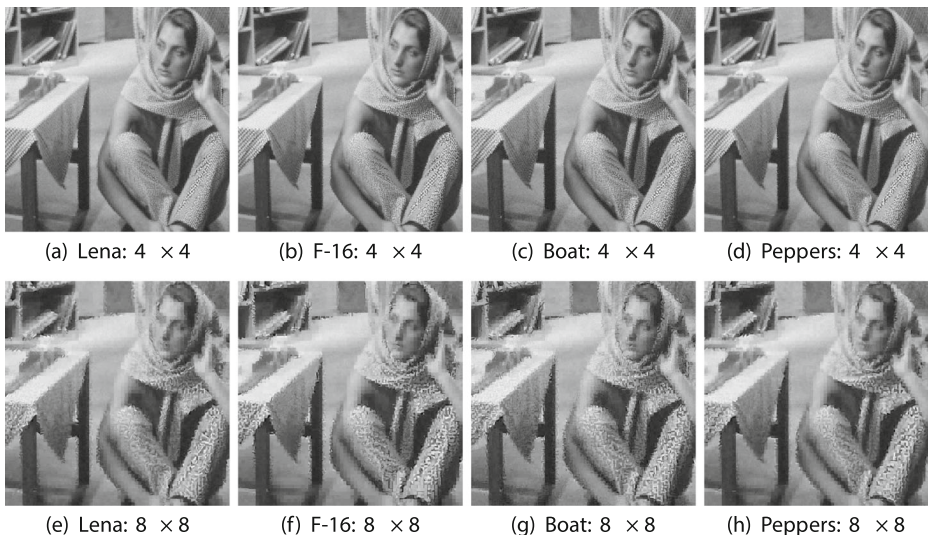 (a) Lena: 4 × 4
(b) F-16: 4 × 4
(c) Boat: 4 × 4
(d) Peppers: 4 × 4
(e) Lena: 8 × 8
(f) F-16: 8 × 8
(g) Boat: 8 × 8
(h) Peppers: 8 × 8